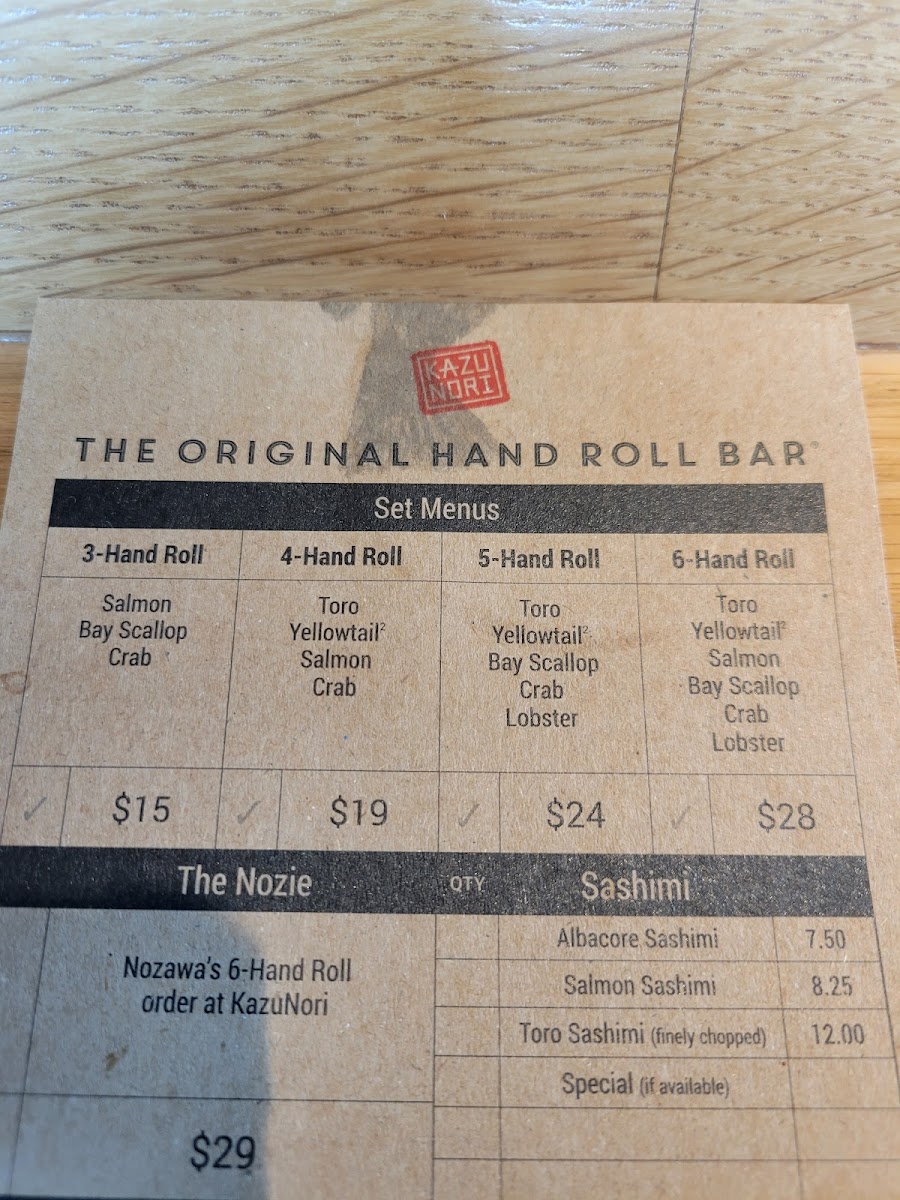 KAZU
NORI
THE ORIGINAL HAND ROLL BAR®
Set Menus
3-Hand Roll 4-Hand Roll 5-Hand Roll 6-Hand Roll
Salmon
Bay Scallop
Crab
Toro
Yellowtail²
Salmon
Crab
Toro
Yellowtail²
Bay Scallop
Crab
Lobster
Toro
Yellowtail²
Salmon
Bay Scallop
Crab
Lobster
✓ $15 ✓ $19 ✓ $24 ✓ $28
The Nozie
Nozawa's 6-Hand Roll
order at KazuNori
$29
QTY Sashimi
Albacore Sashimi 7.50
Salmon Sashimi 8.25
Toro Sashimi (finely chopped) 12.00
Special (if available)